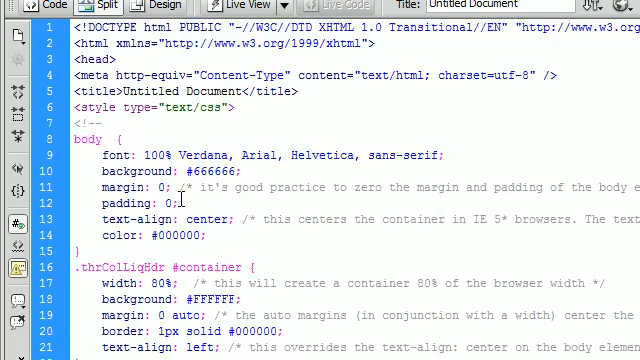 Code Split Design Live View Live Code Title: Untitled Document
1 <!DOCTYPE html PUBLIC "-//W3C//DTD XHTML 1.0 Transitional//EN" "http://www.w3.org
2 <html xmlns="http://www.w3.org/1999/xhtml">
3 <head>
4 <meta http-equiv="Content-Type" content="text/html; charset=utf-8" />
5 <title>Untitled Document</title>
6 <style type="text/css">
7 <!--
8 body {
9 font: 100% Verdana, Arial, Helvetica, sans-serif;
10 background: #666666;
11 margin: 0; /* it's good practice to zero the margin and padding of the body e
12 padding: 0;
13 text-align: center; /* this centers the container in IE 5* browsers. The text
14 color: #000000;
15 }
16 .thrColLiqHdr #container {
17 width: 80%; /* this will create a container 80% of the browser width */
18 background: #FFFFFF;
19 margin: 0 auto; /* the auto margins (in conjunction with a width) center the
20 border: 1px solid #000000;
21 text-align: left; /* this overrides the text-align: center on the body elemen